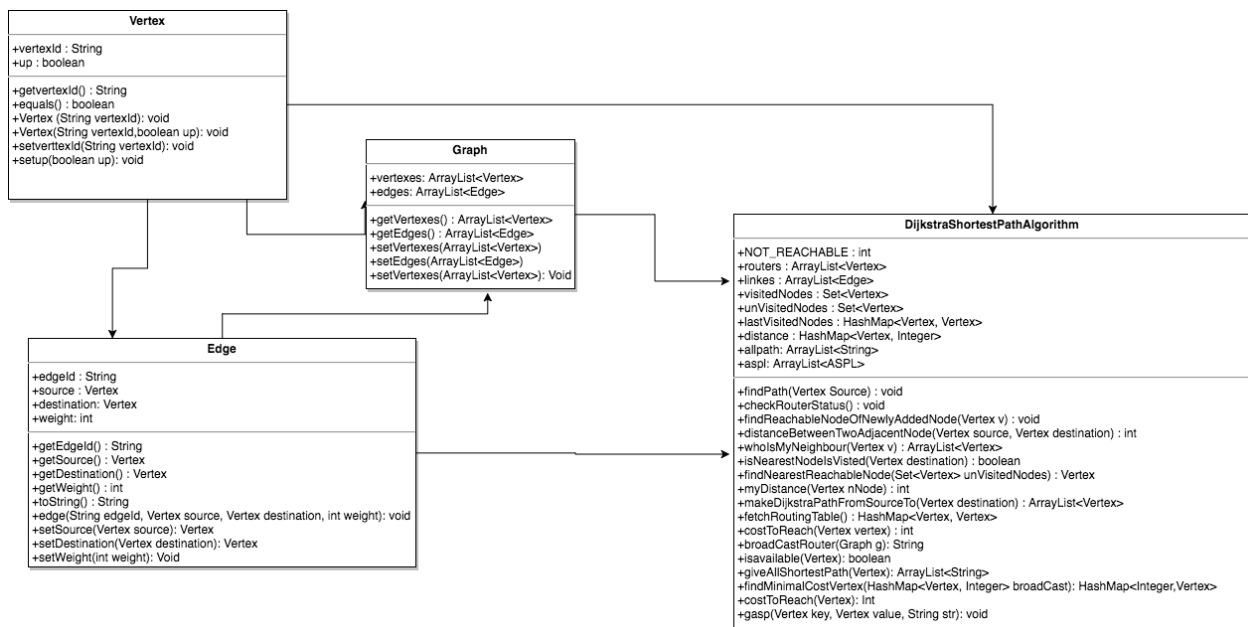 Vertex
+vertexId : String
+up : boolean
+getvertexId() : String
+equals() : boolean
+Vertex (String vertexId): void
+Vertex(String vertexId,boolean up): void
+setverttexId(String vertexId): void
+setup(boolean up): void
Graph
+vertexes: ArrayList<Vertex>
+edges: ArrayList<Edge>
+getVertexes() : ArrayList<Vertex>
+getEdges() : ArrayList<Edge>
+setVertexes(ArrayList<Vertex>)
+setEdges(ArrayList<Edge>)
+setVertexes(ArrayList<Vertex>): Void
Edge
+edgeId : String
+source : Vertex
+destination: Vertex
+weight: int
+getEdgeId() : String
+getSource() : Vertex
+getDestination() : Vertex
+getWeight() : int
+toString() : String
+edge(String edgeId, Vertex source, Vertex destination, int weight): void
+setSource(Vertex source): Vertex
+setDestination(Vertex destination): Vertex
+setWeight(int weight): Void
DijkstraShortestPathAlgorithm
+NOT_REACHABLE : int
+routers : ArrayList<Vertex>
+linkes : ArrayList<Edge>
+visitedNodes : Set<Vertex>
+unVisitedNodes : Set<Vertex>
+lastVisitedNodes : HashMap<Vertex, Vertex>
+distance : HashMap<Vertex, Integer>
+allpath: ArrayList<String>
+aspl: ArrayList<ASPL>
+findPath(Vertex Source) : void
+checkRouterStatus() : void
+findReachableNodeOfNewlyAddedNode(Vertex v) : void
+distanceBetweenTwoAdjacentNode(Vertex source, Vertex destination) : int
+whoIsMyNeighbour(Vertex v) : ArrayList<Vertex>
+isNearestNodeIsVisted(Vertex destination) : boolean
+findNearestReachableNode(Set<Vertex> unVisitedNodes) : Vertex
+myDistance(Vertex nNode) : int
+makeDijkstraPathFromSourceTo(Vertex destination) : ArrayList<Vertex>
+fetchRoutingTable() : HashMap<Vertex, Vertex>
+costToReach(Vertex vertex) : int
+broadCastRouter(Graph g): String
+isavailable(Vertex): boolean
+giveAllShortestPath(Vertex): ArrayList<String>
+findMinimalCostVertex(HashMap<Vertex, Integer> broadCast): HashMap<Integer,Vertex>
+costToReach(Vertex): Int
+gasp(Vertex key, Vertex value, String str): void